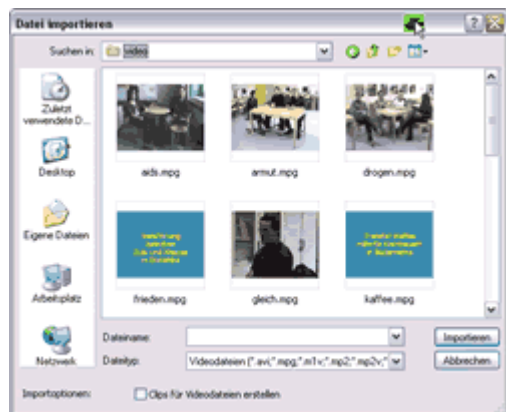 Datei importieren
Suchen in:
video
Zuletzt
verwendete D...
Desktop
Eigene Dateien
Arbeitsplatz
Netzwerk
aids.mpg
armut.mpg
drogen.mpg
frieden.mpg
gleich.mpg
kaffee.mpg
Dateiname:
Importieren
Dateityp:
Videodateien (*.avi;*.mpg;*.m1v;*.mp2;*.mp2v;*
Abbrechen
Importoptionen:
Clips für Videodateien erstellen